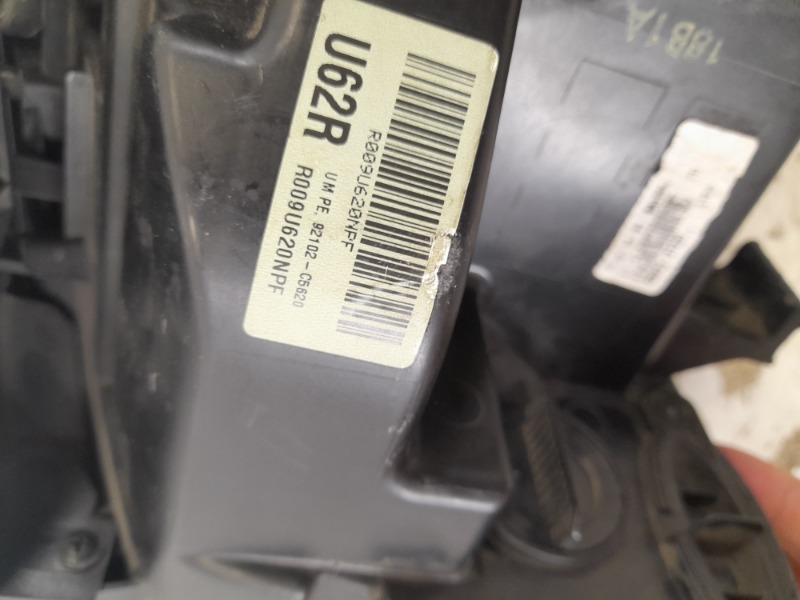 U62R
R009U620NPF
UM PE, 92102-C5620
R009U620NPF
18B1A